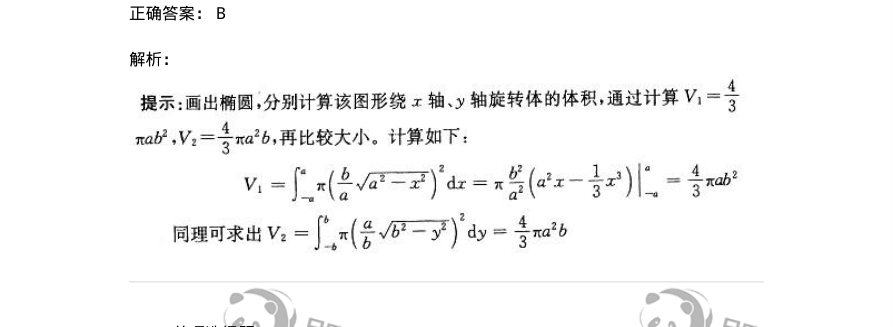 正确答案： B
解析：
提示:画出椭圆,分别计算该图形绕 x 轴、y 轴旋转体的体积,通过计算 V₁ = 4/3
πab²,V₂ = 4/3 πa²b,再比较大小。计算如下:
V₁ = ∫_{-a}^{a} π(b/a √(a² − x²))² dx = π b²/a² (a²x − 1/3 x³)|_{-a}^{a} = 4/3 πab²
同理可求出 V₂ = ∫_{-b}^{b} π(a/b √(b² − y²))² dy = 4/3 πa²b